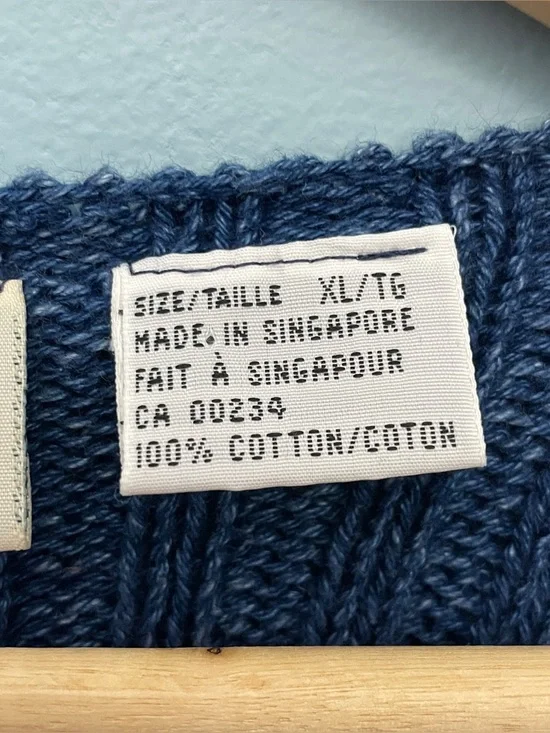 SIZE/TAILLE XL/TG
MADE IN SINGAPORE
FAIT À SINGAPOUR
CA 00234
100% COTTON/COTON